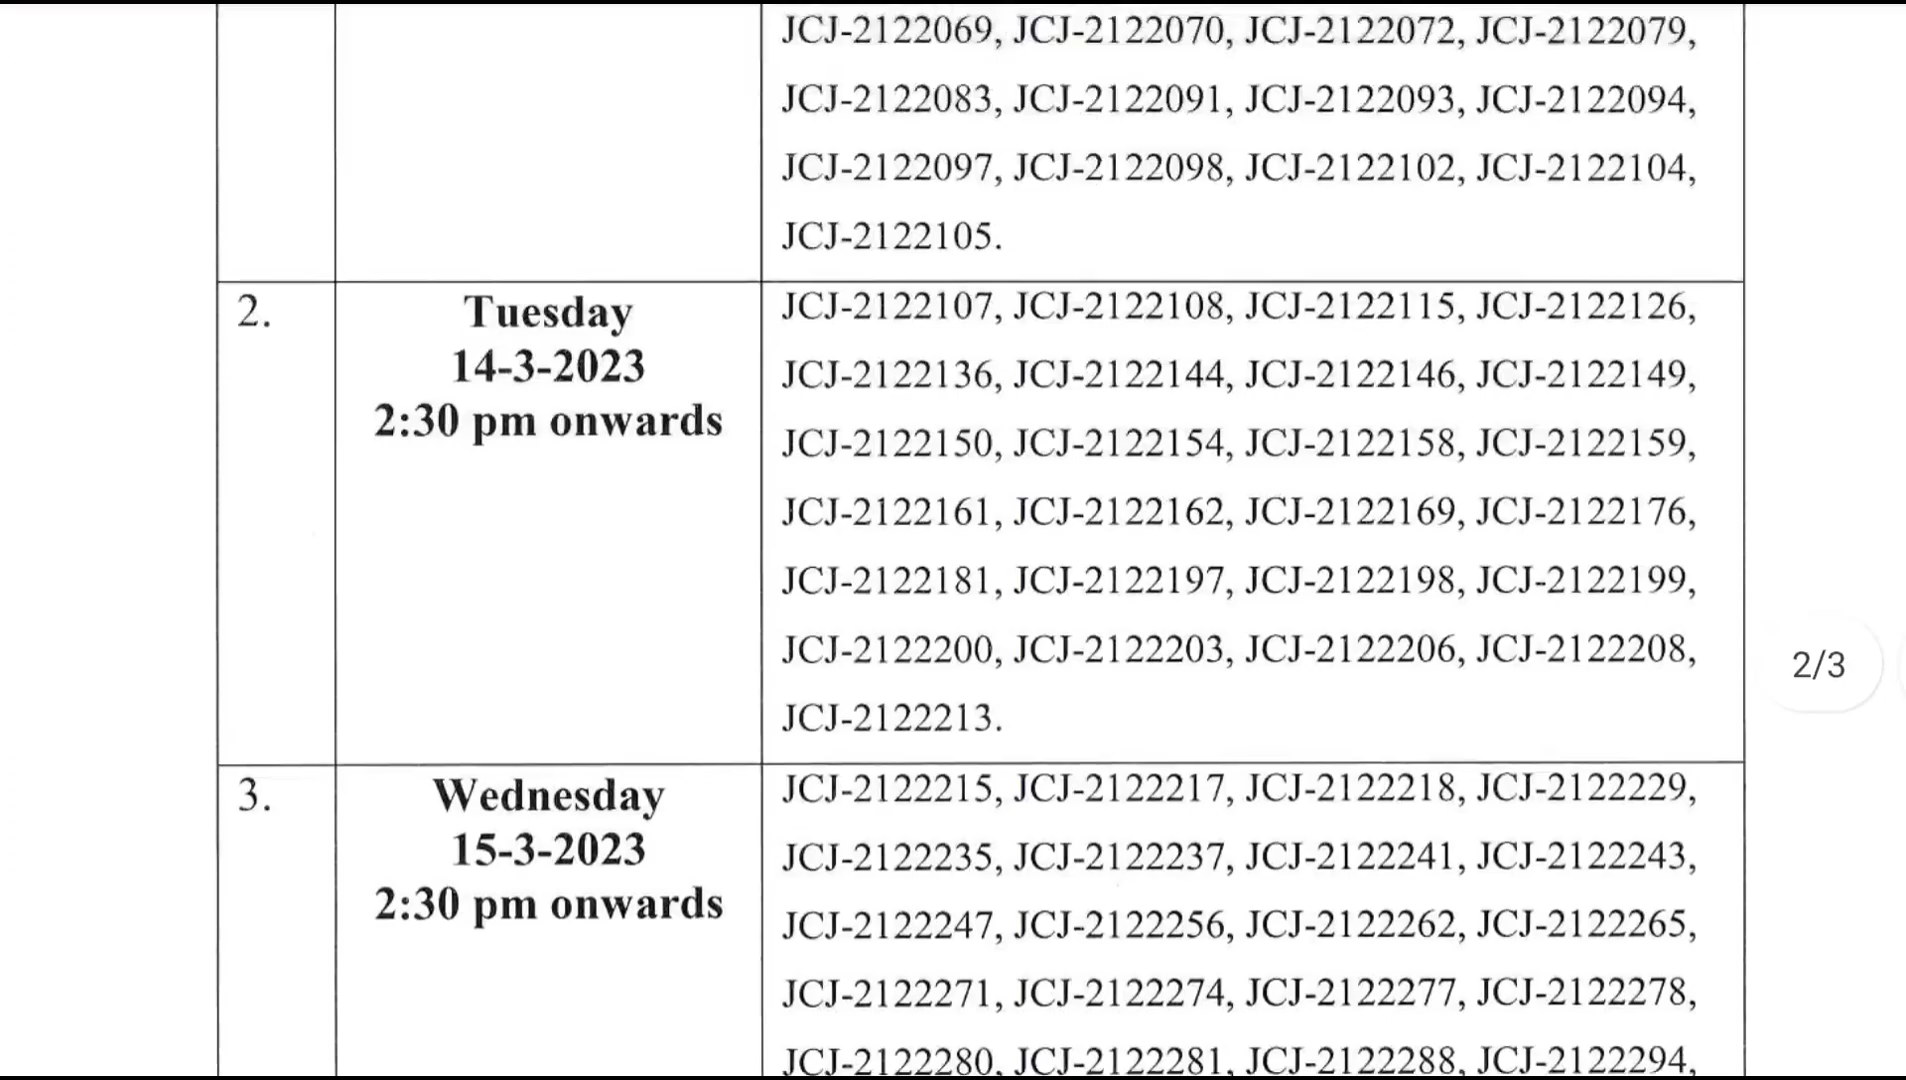 JCJ-2122069, JCJ-2122070, JCJ-2122072, JCJ-2122079,
JCJ-2122083, JCJ-2122091, JCJ-2122093, JCJ-2122094,
JCJ-2122097, JCJ-2122098, JCJ-2122102, JCJ-2122104,
JCJ-2122105.
2.
Tuesday
14-3-2023
2:30 pm onwards
JCJ-2122107, JCJ-2122108, JCJ-2122115, JCJ-2122126,
JCJ-2122136, JCJ-2122144, JCJ-2122146, JCJ-2122149,
JCJ-2122150, JCJ-2122154, JCJ-2122158, JCJ-2122159,
JCJ-2122161, JCJ-2122162, JCJ-2122169, JCJ-2122176,
JCJ-2122181, JCJ-2122197, JCJ-2122198, JCJ-2122199,
JCJ-2122200, JCJ-2122203, JCJ-2122206, JCJ-2122208,
JCJ-2122213.
3.
Wednesday
15-3-2023
2:30 pm onwards
JCJ-2122215, JCJ-2122217, JCJ-2122218, JCJ-2122229,
JCJ-2122235, JCJ-2122237, JCJ-2122241, JCJ-2122243,
JCJ-2122247, JCJ-2122256, JCJ-2122262, JCJ-2122265,
JCJ-2122271, JCJ-2122274, JCJ-2122277, JCJ-2122278,
JCJ-2122280, JCJ-2122281, JCJ-2122288, JCJ-2122294,
2/3